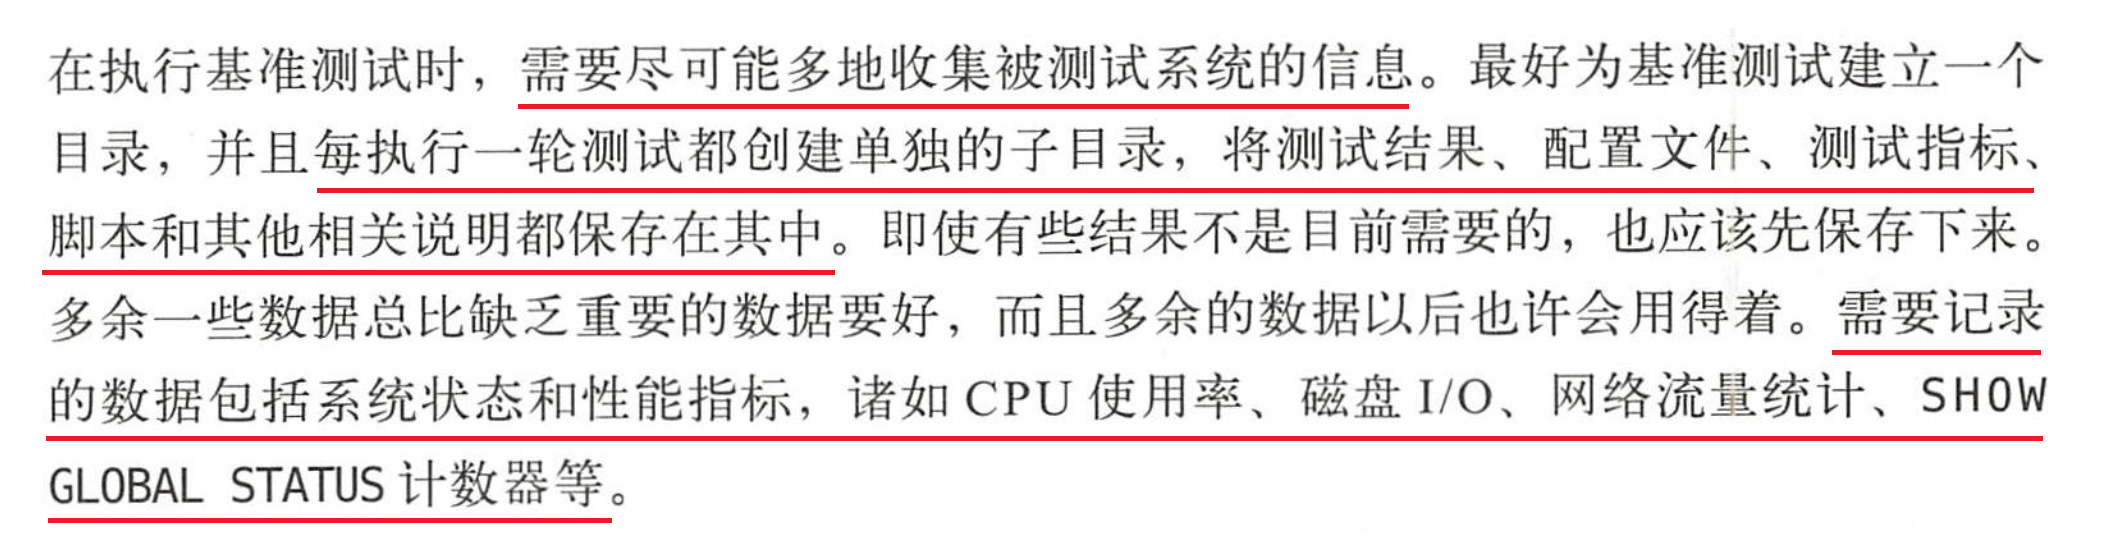 在执行基准测试时，需要尽可能多地收集被测试系统的信息。最好为基准测试建立一个
目录，并且每执行一轮测试都创建单独的子目录，将测试结果、配置文件、测试指标、
脚本和其他相关说明都保存在其中。即使有些结果不是目前需要的，也应该先保存下来。
多余一些数据总比缺乏重要的数据要好，而且多余的数据以后也许会用得着。需要记录
的数据包括系统状态和性能指标，诸如 CPU 使用率、磁盘 I/O、网络流量统计、SHOW
GLOBAL STATUS 计数器等。